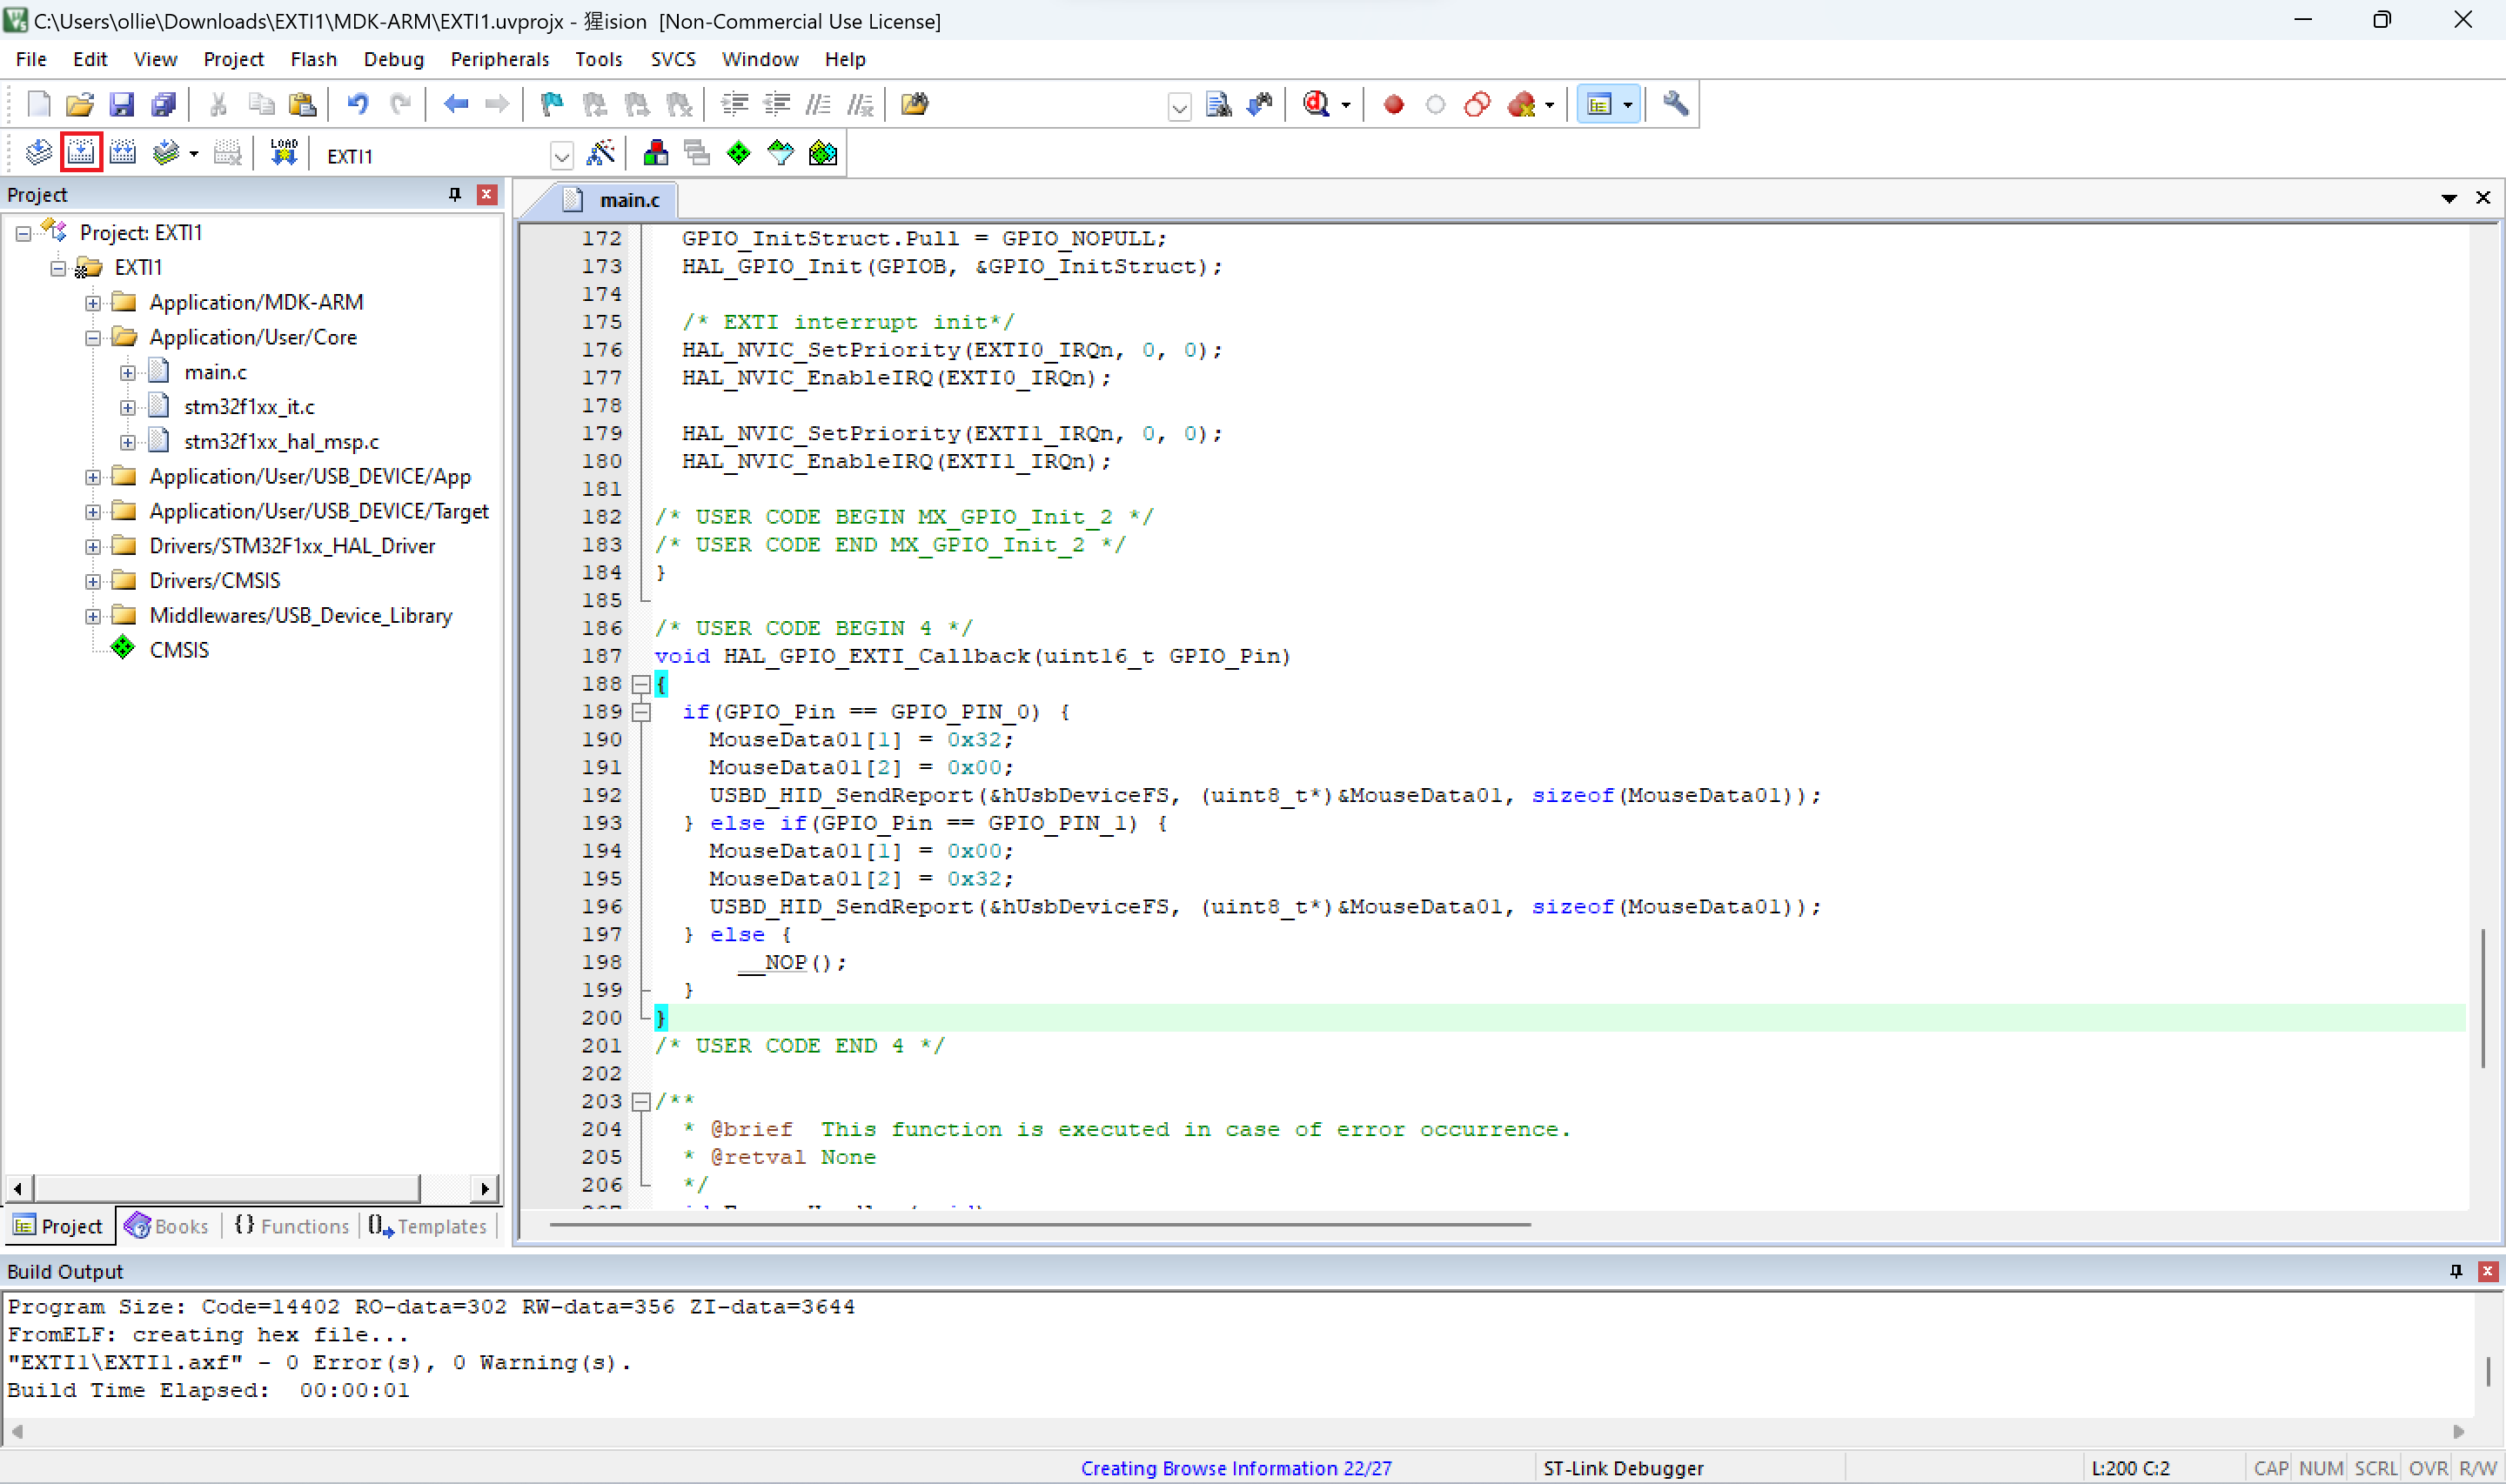 C:\Users\ollie\Downloads\EXTI1\MDK-ARM\EXTI1.uvprojx - 猩ision  [Non-Commercial Use License]
File Edit View Project Flash Debug Peripherals Tools SVCS Window Help
LOAD EXTI1
Project
main.c
Project: EXTI1
EXTI1
Application/MDK-ARM
Application/User/Core
main.c
stm32f1xx_it.c
stm32f1xx_hal_msp.c
Application/User/USB_DEVICE/App
Application/User/USB_DEVICE/Target
Drivers/STM32F1xx_HAL_Driver
Drivers/CMSIS
Middlewares/USB_Device_Library
CMSIS
Project Books {} Functions Templates
172 GPIO_InitStruct.Pull = GPIO_NOPULL;
173 HAL_GPIO_Init(GPIOB, &GPIO_InitStruct);
174
175 /* EXTI interrupt init*/
176 HAL_NVIC_SetPriority(EXTI0_IRQn, 0, 0);
177 HAL_NVIC_EnableIRQ(EXTI0_IRQn);
178
179 HAL_NVIC_SetPriority(EXTI1_IRQn, 0, 0);
180 HAL_NVIC_EnableIRQ(EXTI1_IRQn);
181
182 /* USER CODE BEGIN MX_GPIO_Init_2 */
183 /* USER CODE END MX_GPIO_Init_2 */
184 }
185
186 /* USER CODE BEGIN 4 */
187 void HAL_GPIO_EXTI_Callback(uint16_t GPIO_Pin)
188 {
189 if(GPIO_Pin == GPIO_PIN_0) {
190 MouseData01[1] = 0x32;
191 MouseData01[2] = 0x00;
192 USBD_HID_SendReport(&hUsbDeviceFS, (uint8_t*)&MouseData01, sizeof(MouseData01));
193 } else if(GPIO_Pin == GPIO_PIN_1) {
194 MouseData01[1] = 0x00;
195 MouseData01[2] = 0x32;
196 USBD_HID_SendReport(&hUsbDeviceFS, (uint8_t*)&MouseData01, sizeof(MouseData01));
197 } else {
198 __NOP();
199 }
200 }
201 /* USER CODE END 4 */
202
203 /**
204 * @brief  This function is executed in case of error occurrence.
205 * @retval None
206 */
Build Output
Program Size: Code=14402 RO-data=302 RW-data=356 ZI-data=3644
FromELF: creating hex file...
"EXTI1\EXTI1.axf" - 0 Error(s), 0 Warning(s).
Build Time Elapsed:  00:00:01
Creating Browse Information 22/27 ST-Link Debugger L:200 C:2 CAP NUM SCRL OVR R/W